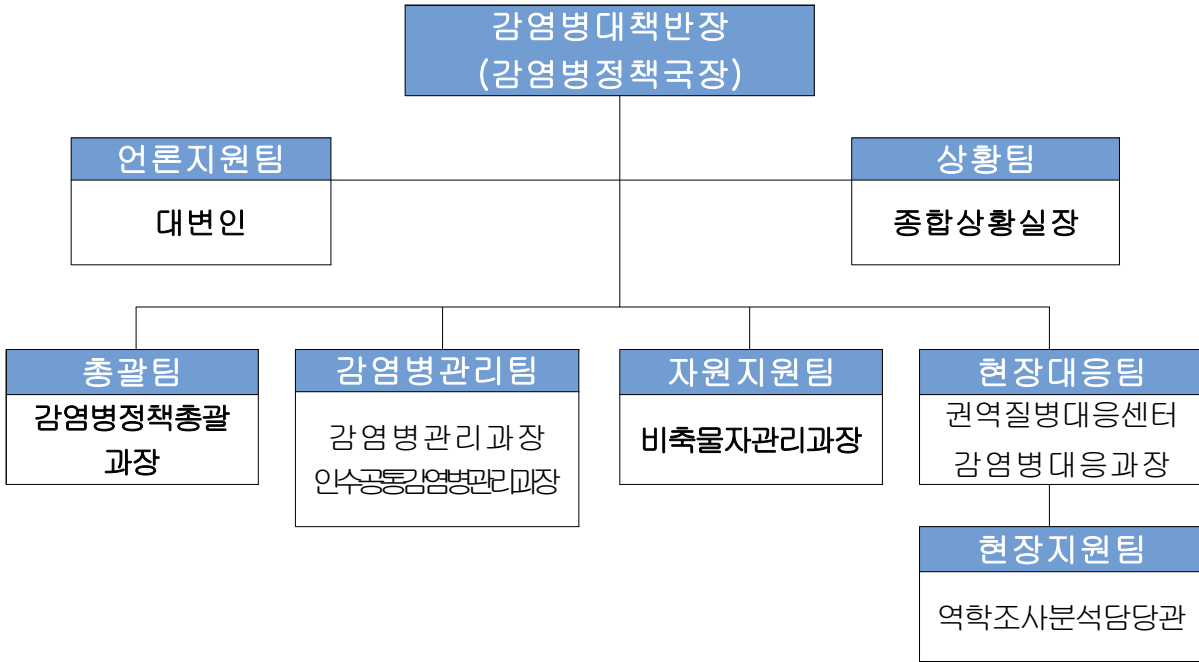 감염병대책반장
(감염병정책국장)
언론지원팀
대변인
상황팀
종합상황실장
총괄팀
감염병정책총괄
과장
감염병관리팀
감염병관리과장
인수공통감염병관리과장
자원지원팀
비축물자관리과장
현장대응팀
권역질병대응센터
감염병대응과장
현장지원팀
역학조사분석담당관